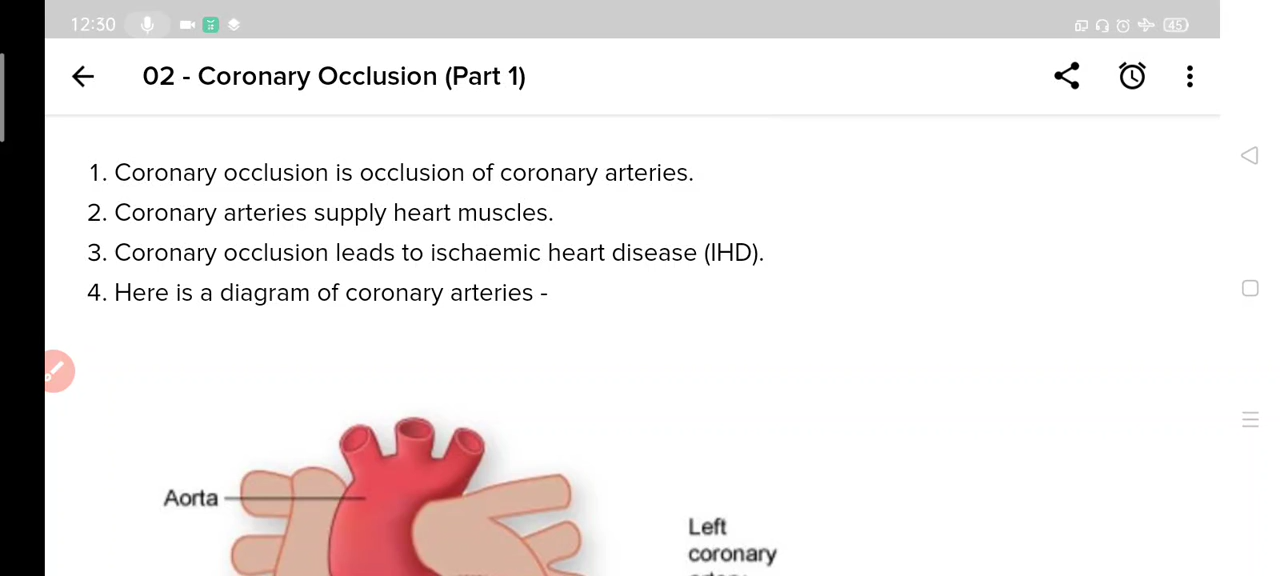 12:30
45
02 - Coronary Occlusion (Part 1)
1. Coronary occlusion is occlusion of coronary arteries.
2. Coronary arteries supply heart muscles.
3. Coronary occlusion leads to ischaemic heart disease (IHD).
4. Here is a diagram of coronary arteries -
Aorta
Left
coronary